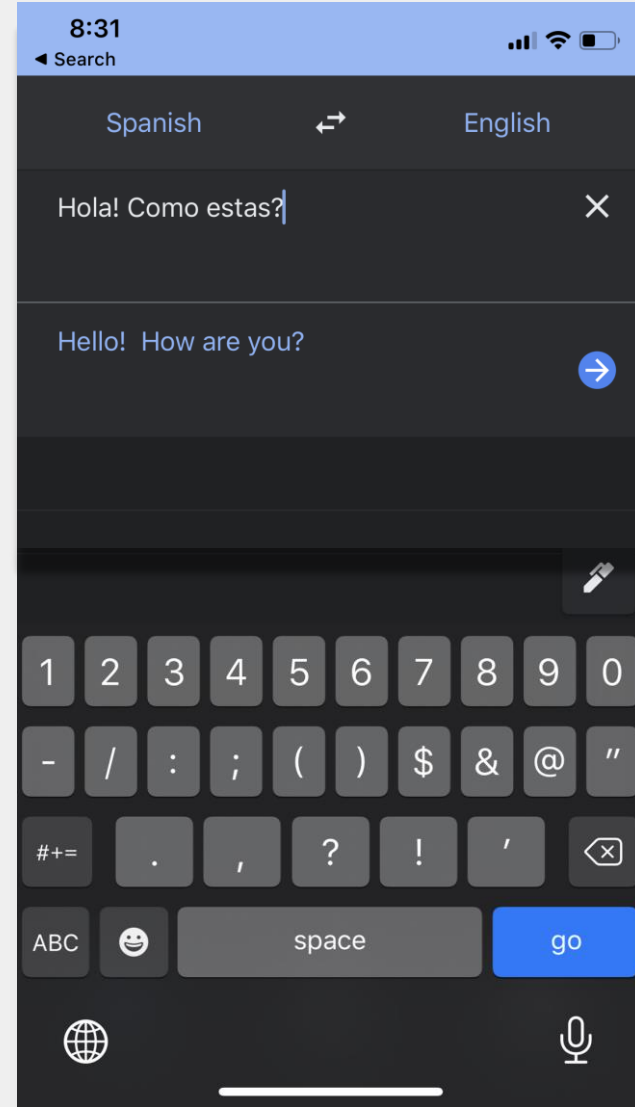 8:31
◄ Search
Spanish English
Hola! Como estas?
Hello!  How are you?
1 2 3 4 5 6 7 8 9 0
- / : ; ( ) $ & @ "
#+= . , ? ! '
ABC space go